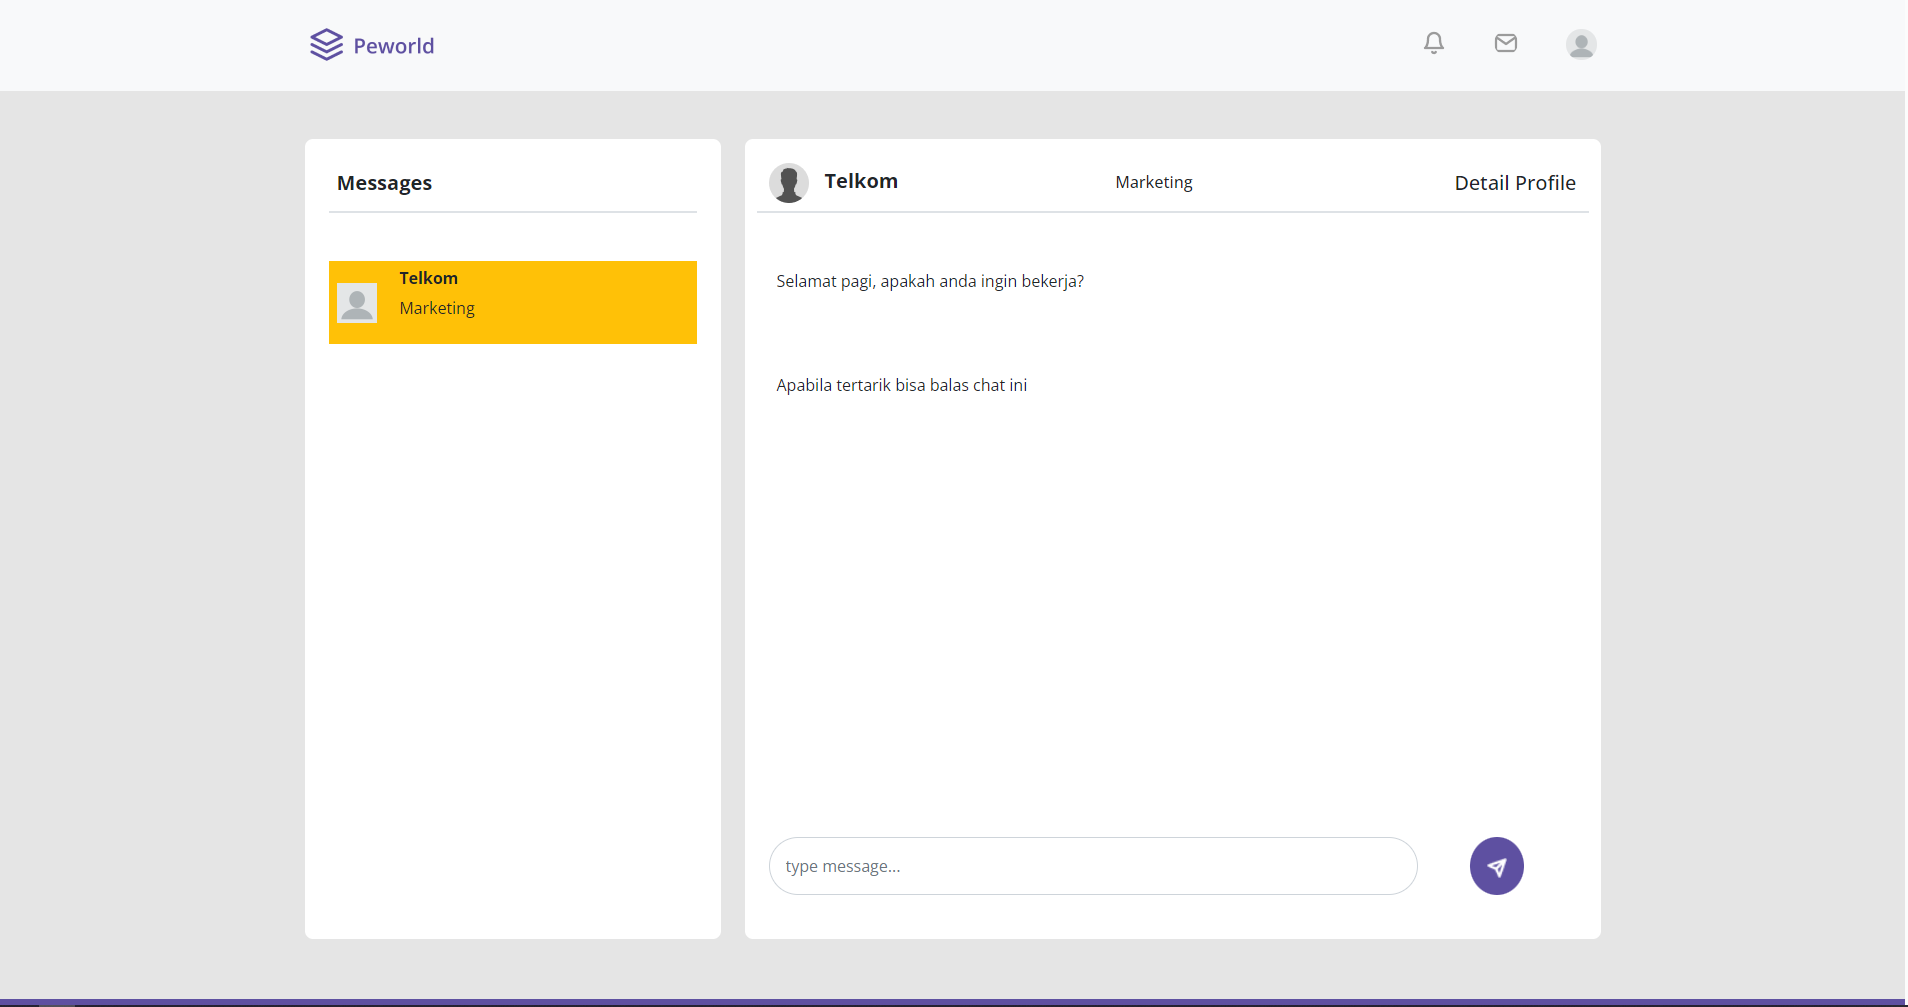 Peworld
Messages
Telkom
Marketing
Telkom
Marketing
Detail Profile
Selamat pagi, apakah anda ingin bekerja?
Apabila tertarik bisa balas chat ini
type message...